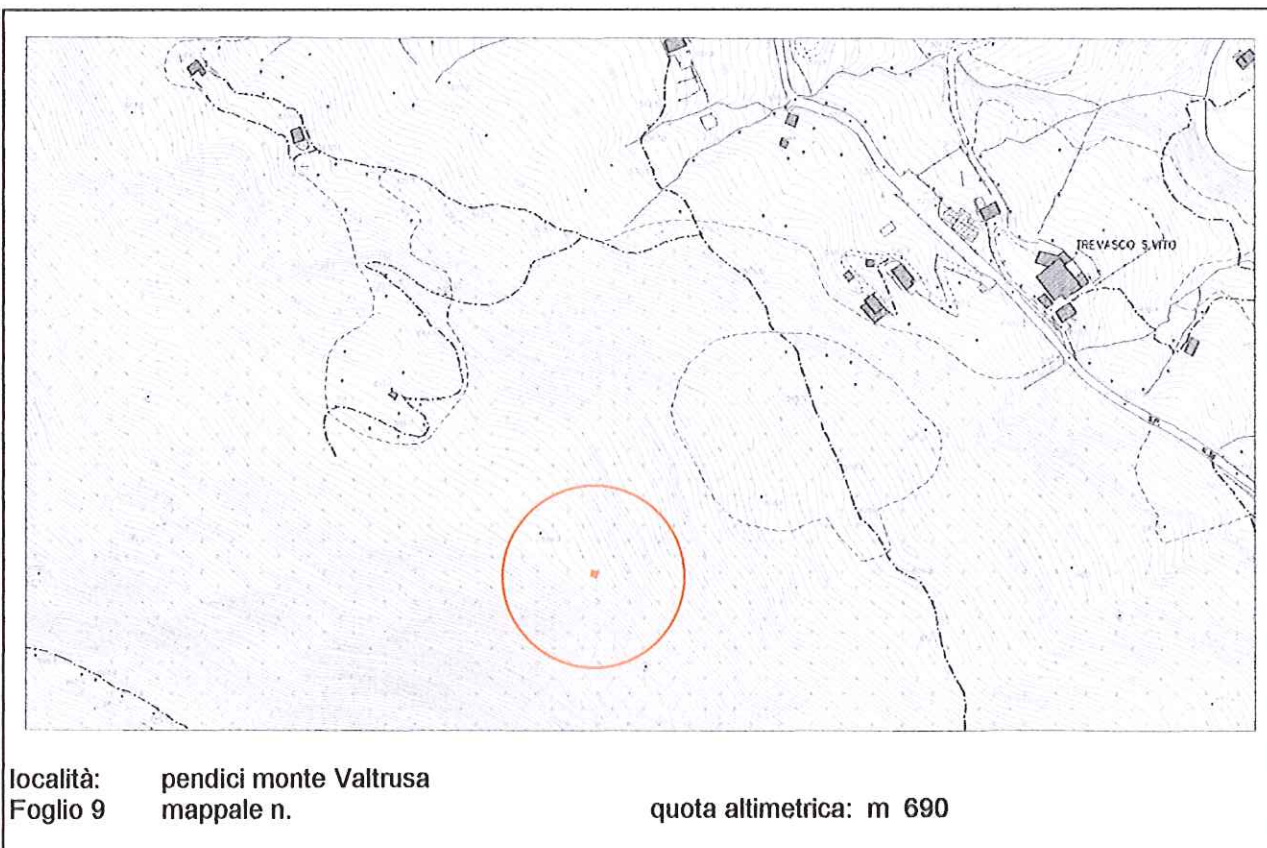 TREVASCO S.VITO
località: pendici monte Valtrusa
Foglio 9 mappale n. quota altimetrica: m 690